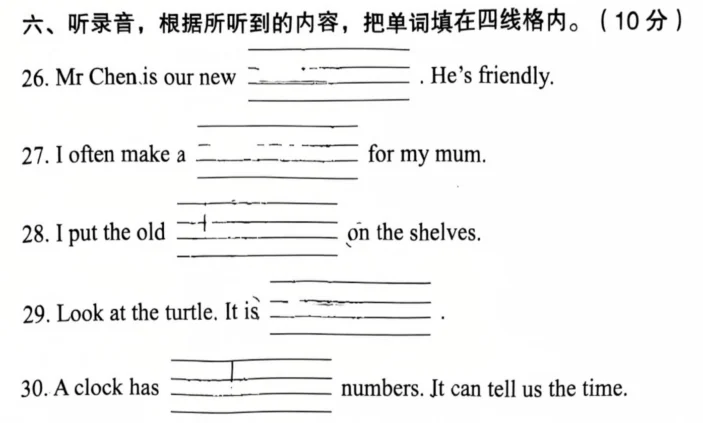 六、听录音，根据所听到的内容，把单词填在四线格内。（10分）
26. Mr Chen is our new . He's friendly.
27. I often make a for my mum.
28. I put the old on the shelves.
29. Look at the turtle. It is .
30. A clock has numbers. It can tell us the time.